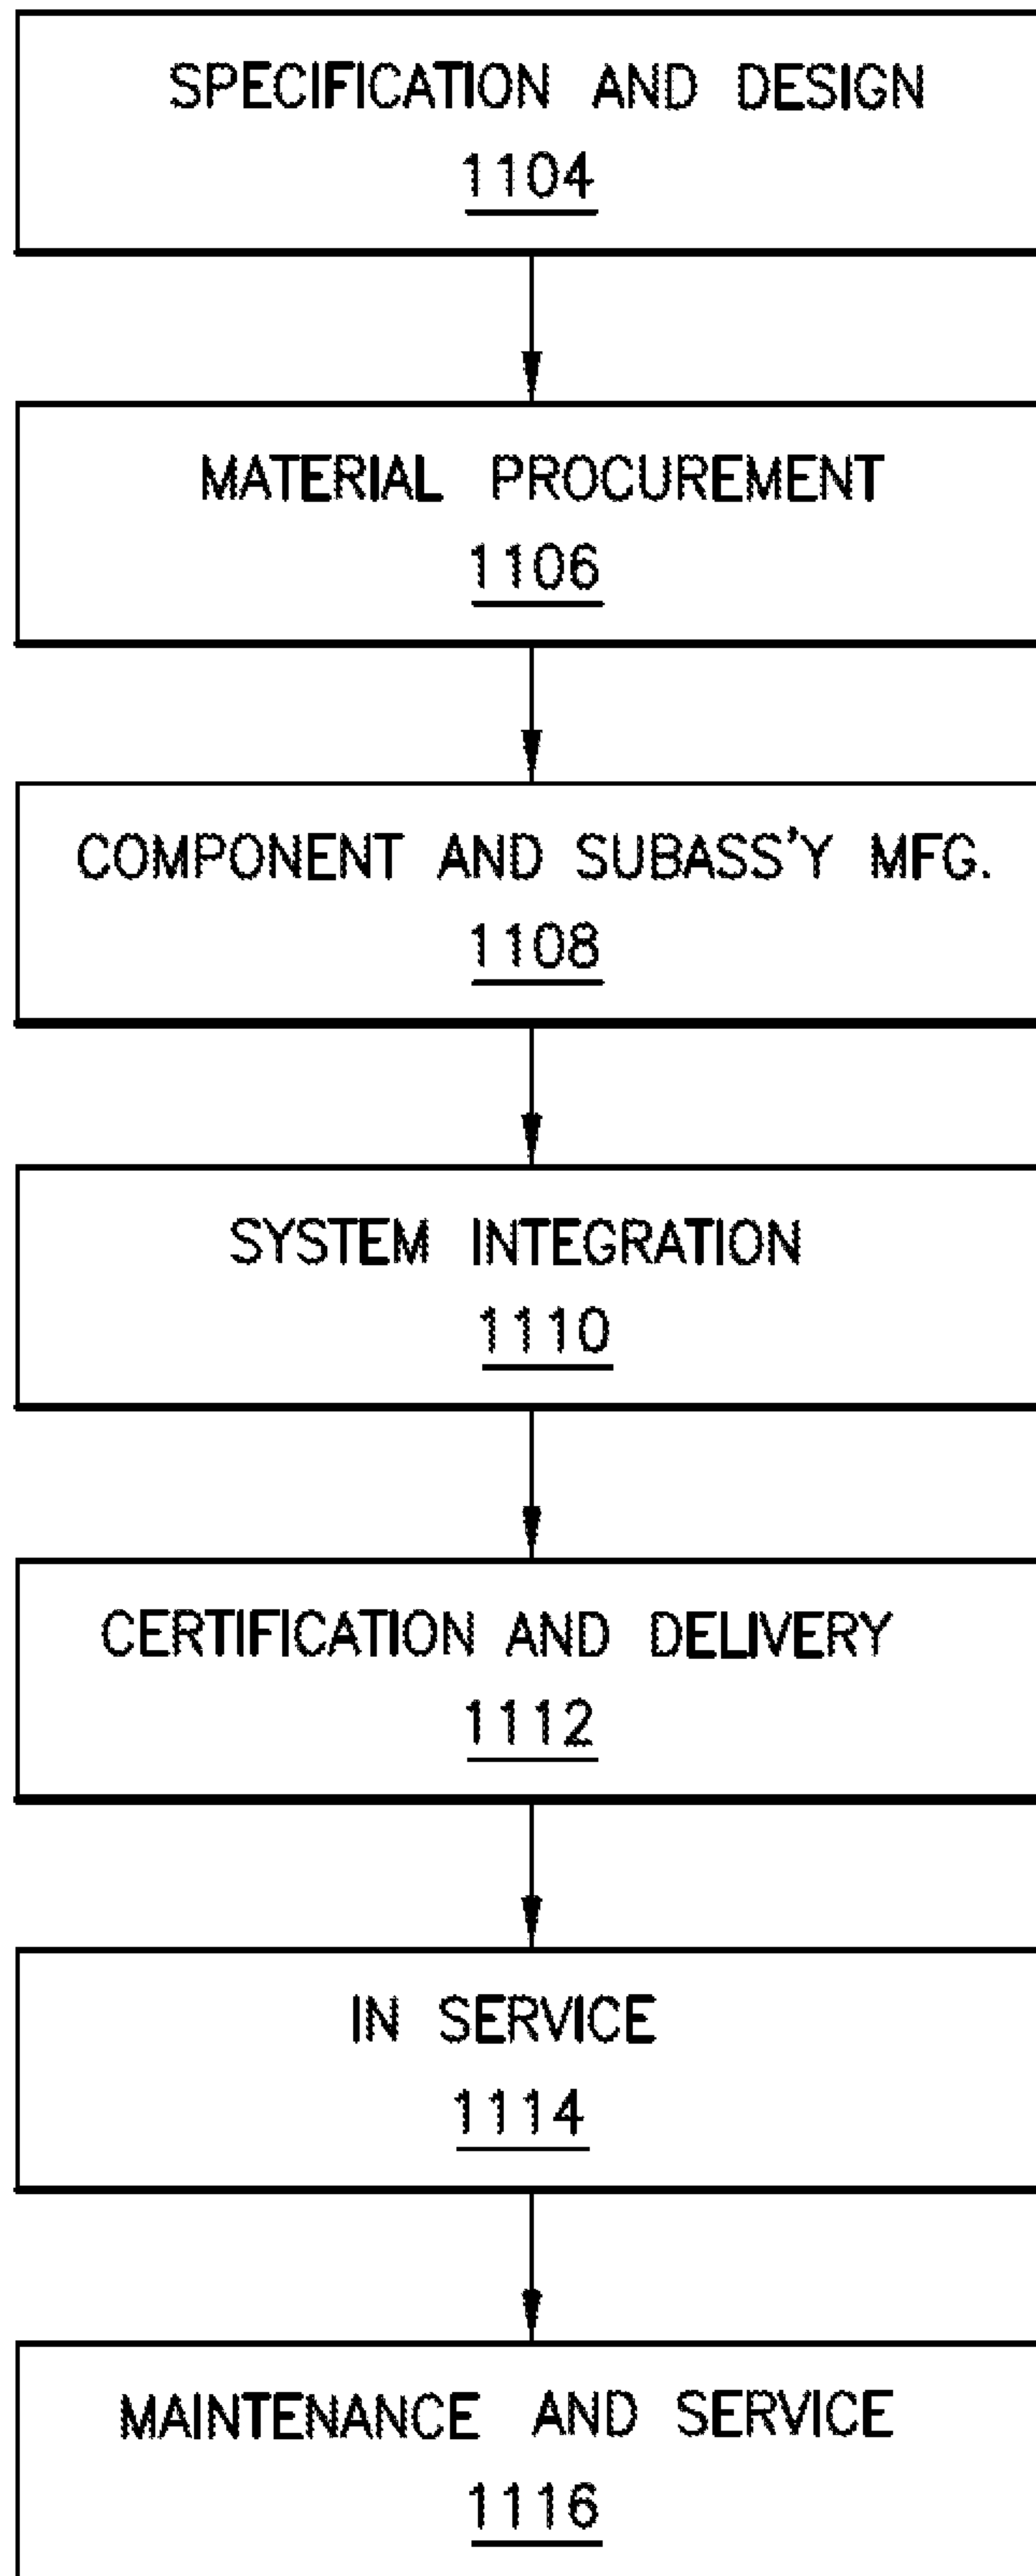 SPECIFICATION AND DESIGN
1104
MATERIAL PROCUREMENT
1106
COMPONENT AND SUBASS'Y MFG.
1108
SYSTEM INTEGRATION
1110
CERTIFICATION AND DELIVERY
1112
IN SERVICE
1114
MAINTENANCE AND SERVICE
1116